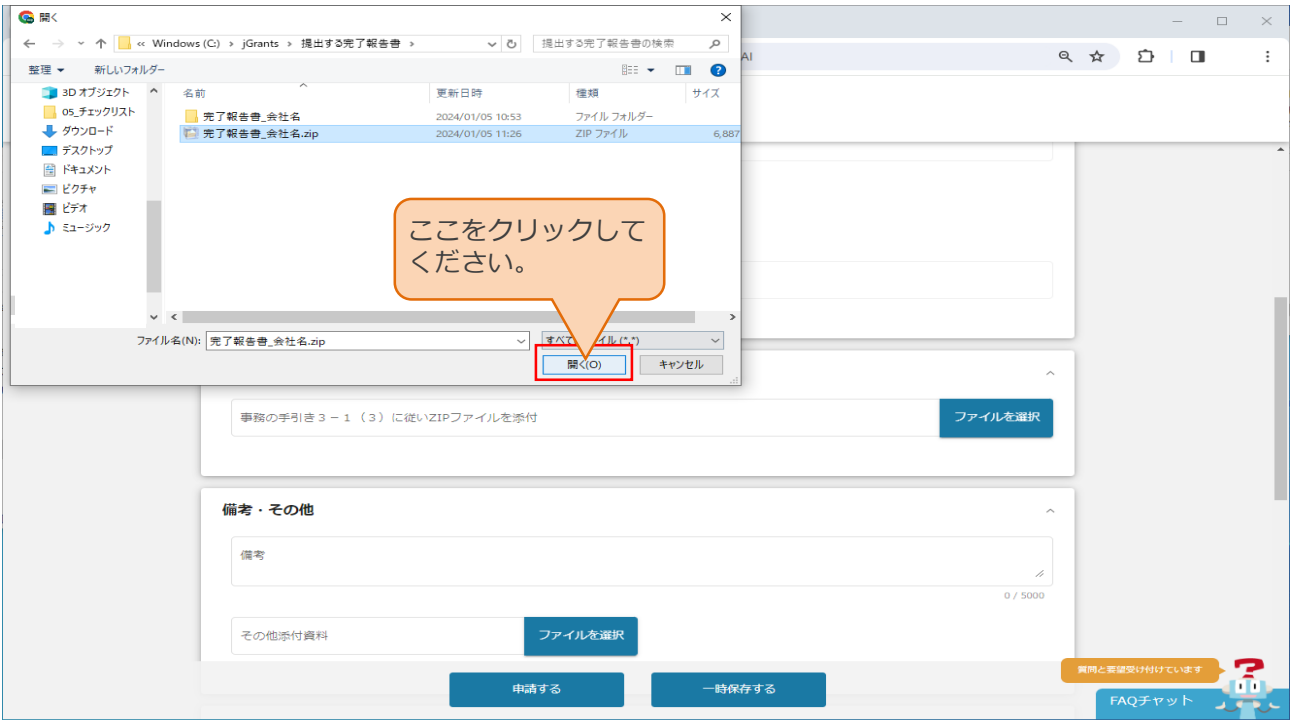 開く
« Windows (C:) › jGrants › 提出する完了報告書 ›
提出する完了報告書の検索
整理
新しいフォルダー
3D オブジェクト
05_チェックリスト
ダウンロード
デスクトップ
ドキュメント
ピクチャ
ビデオ
ミュージック
名前 更新日時 種類 サイズ
完了報告書_会社名 2024/01/05 10:53 ファイル フォルダー
完了報告書_会社名.zip 2024/01/05 11:26 ZIP ファイル 6,887
AI
ここをクリックして
ください。
ファイル名(N): 完了報告書_会社名.zip
開く(O) キャンセル
事務の手引き３－１（３）に従いZIPファイルを添付
ファイルを選択
備考・その他
備考
0 / 5000
その他添付資料
ファイルを選択
申請する
一時保存する
質問と要望受け付けています
FAQチャット